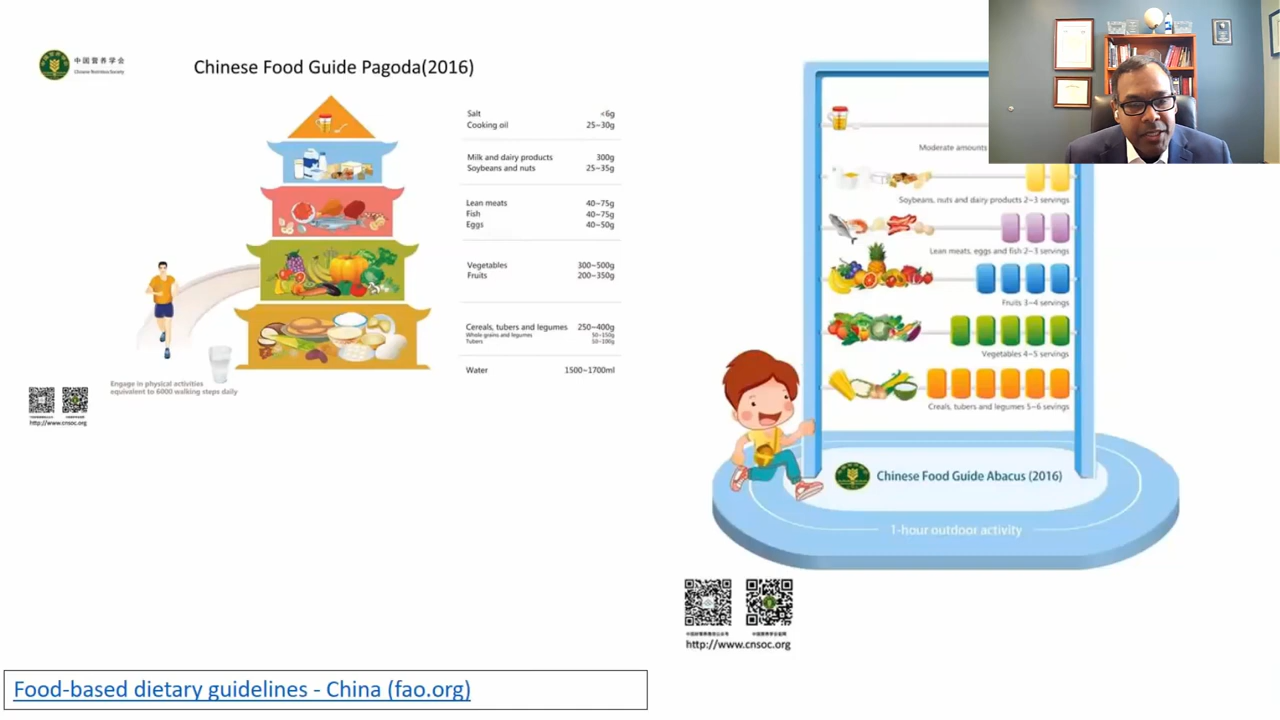 中国营养学会
Chinese Nutrition Society
Chinese Food Guide Pagoda(2016)
Salt <6g
Cooking oil 25~30g
Milk and dairy products 300g
Soybeans and nuts 25~35g
Lean meats 40~75g
Fish 40~75g
Eggs 40~50g
Vegetables 300~500g
Fruits 200~350g
Cereals, tubers and legumes 250~400g
Whole grains and legumes 50~150g
Tubers 50~100g
Water 1500~1700ml
Engage in physical activities
equivalent to 6000 walking steps daily
http://www.cnsoc.org
Moderate amounts
Soybeans, nuts and dairy products 2~3 servings
Lean meats, eggs and fish 2~3 servings
Fruits 3~4 servings
Vegetables 4~5 servings
Creals, tubers and legumes 5~6 sevings
Chinese Food Guide Abacus (2016)
1-hour outdoor activity
http://www.cnsoc.org
Food-based dietary guidelines - China (fao.org)